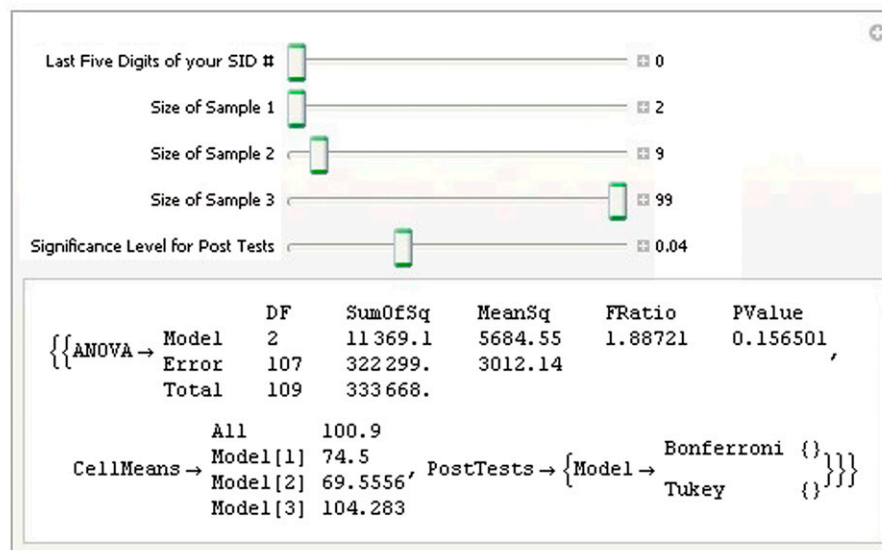 Last Five Digits of your SID # 0
Size of Sample 1 2
Size of Sample 2 9
Size of Sample 3 99
Significance Level for Post Tests 0.04
DF SumOfSq MeanSq FRatio PValue
{{ANOVA → Model 2 11369.1 5684.55 1.88721 0.156501,
Error 107 322299. 3012.14
Total 109 333668.
All 100.9
CellMeans → Model[1] 74.5
Model[2] 69.5556, PostTests → {Model → Bonferroni {}
Tukey {}}}}
Model[3] 104.283